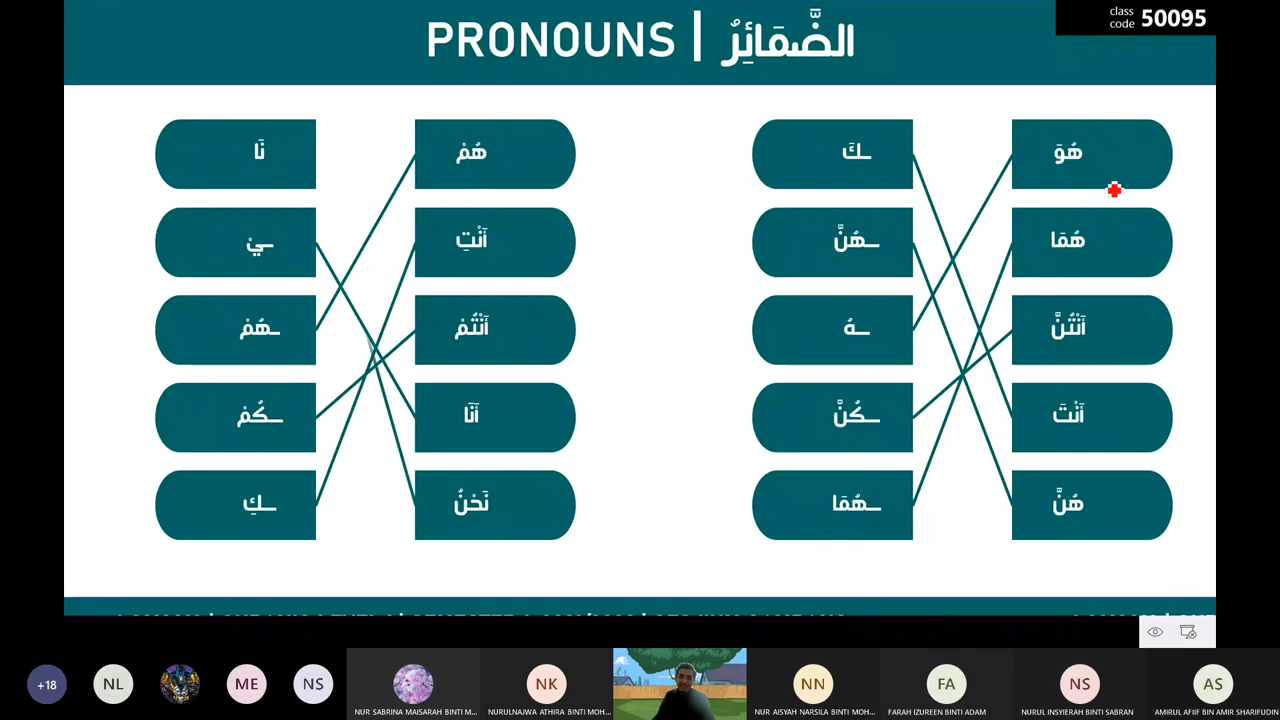 class code 50095
PRONOUNS | الضَّمَائِرُ
نَا
ـيْ
ـهُمْ
ـكُمْ
ـكِ
هُمْ
أَنْتِ
أَنْتُمْ
أَنَا
نَحْنُ
ـكَ
ـهُنَّ
ـهُ
ـكُنَّ
ـهُمَا
هُوَ
هُمَا
أَنْتُنَّ
أَنْتَ
هُنَّ
+18
NL
ME
NS
NK
NN
FA
NS
AS
NUR SABRINA MAISARAH BINTI M...
NURULNAJWA ATHIRA BINTI MOH...
NUR AISYAH NARSILA BINTI MOH...
FARAH IZUREEN BINTI ADAM
NURUL INSYIERAH BINTI SABRAN
AMIRUL AFIIF BIN AMIR SHARIFUDIN